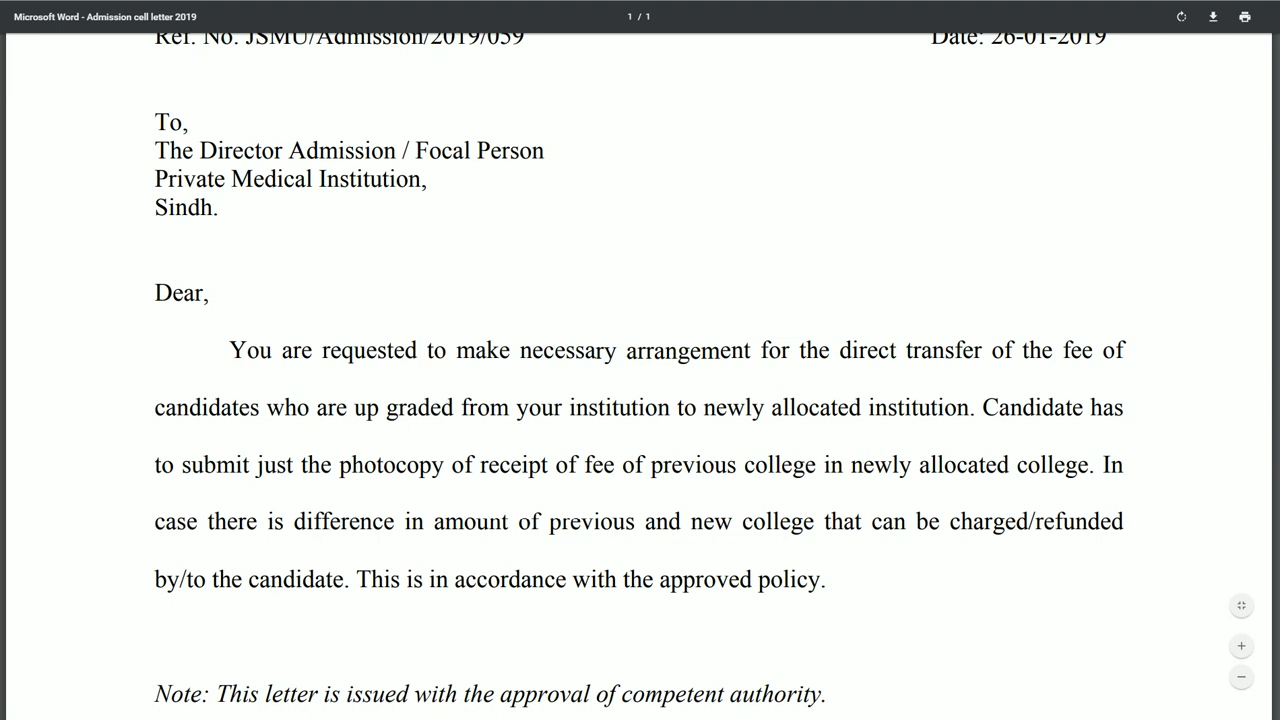 Microsoft Word - Admission cell letter 2019
1 / 1
Ref. No. JSMU/Admission/2019/059
Date: 26-01-2019
To,
The Director Admission / Focal Person
Private Medical Institution,
Sindh.
Dear,
You are requested to make necessary arrangement for the direct transfer of the fee of
candidates who are up graded from your institution to newly allocated institution. Candidate has
to submit just the photocopy of receipt of fee of previous college in newly allocated college. In
case there is difference in amount of previous and new college that can be charged/refunded
by/to the candidate. This is in accordance with the approved policy.
Note: This letter is issued with the approval of competent authority.